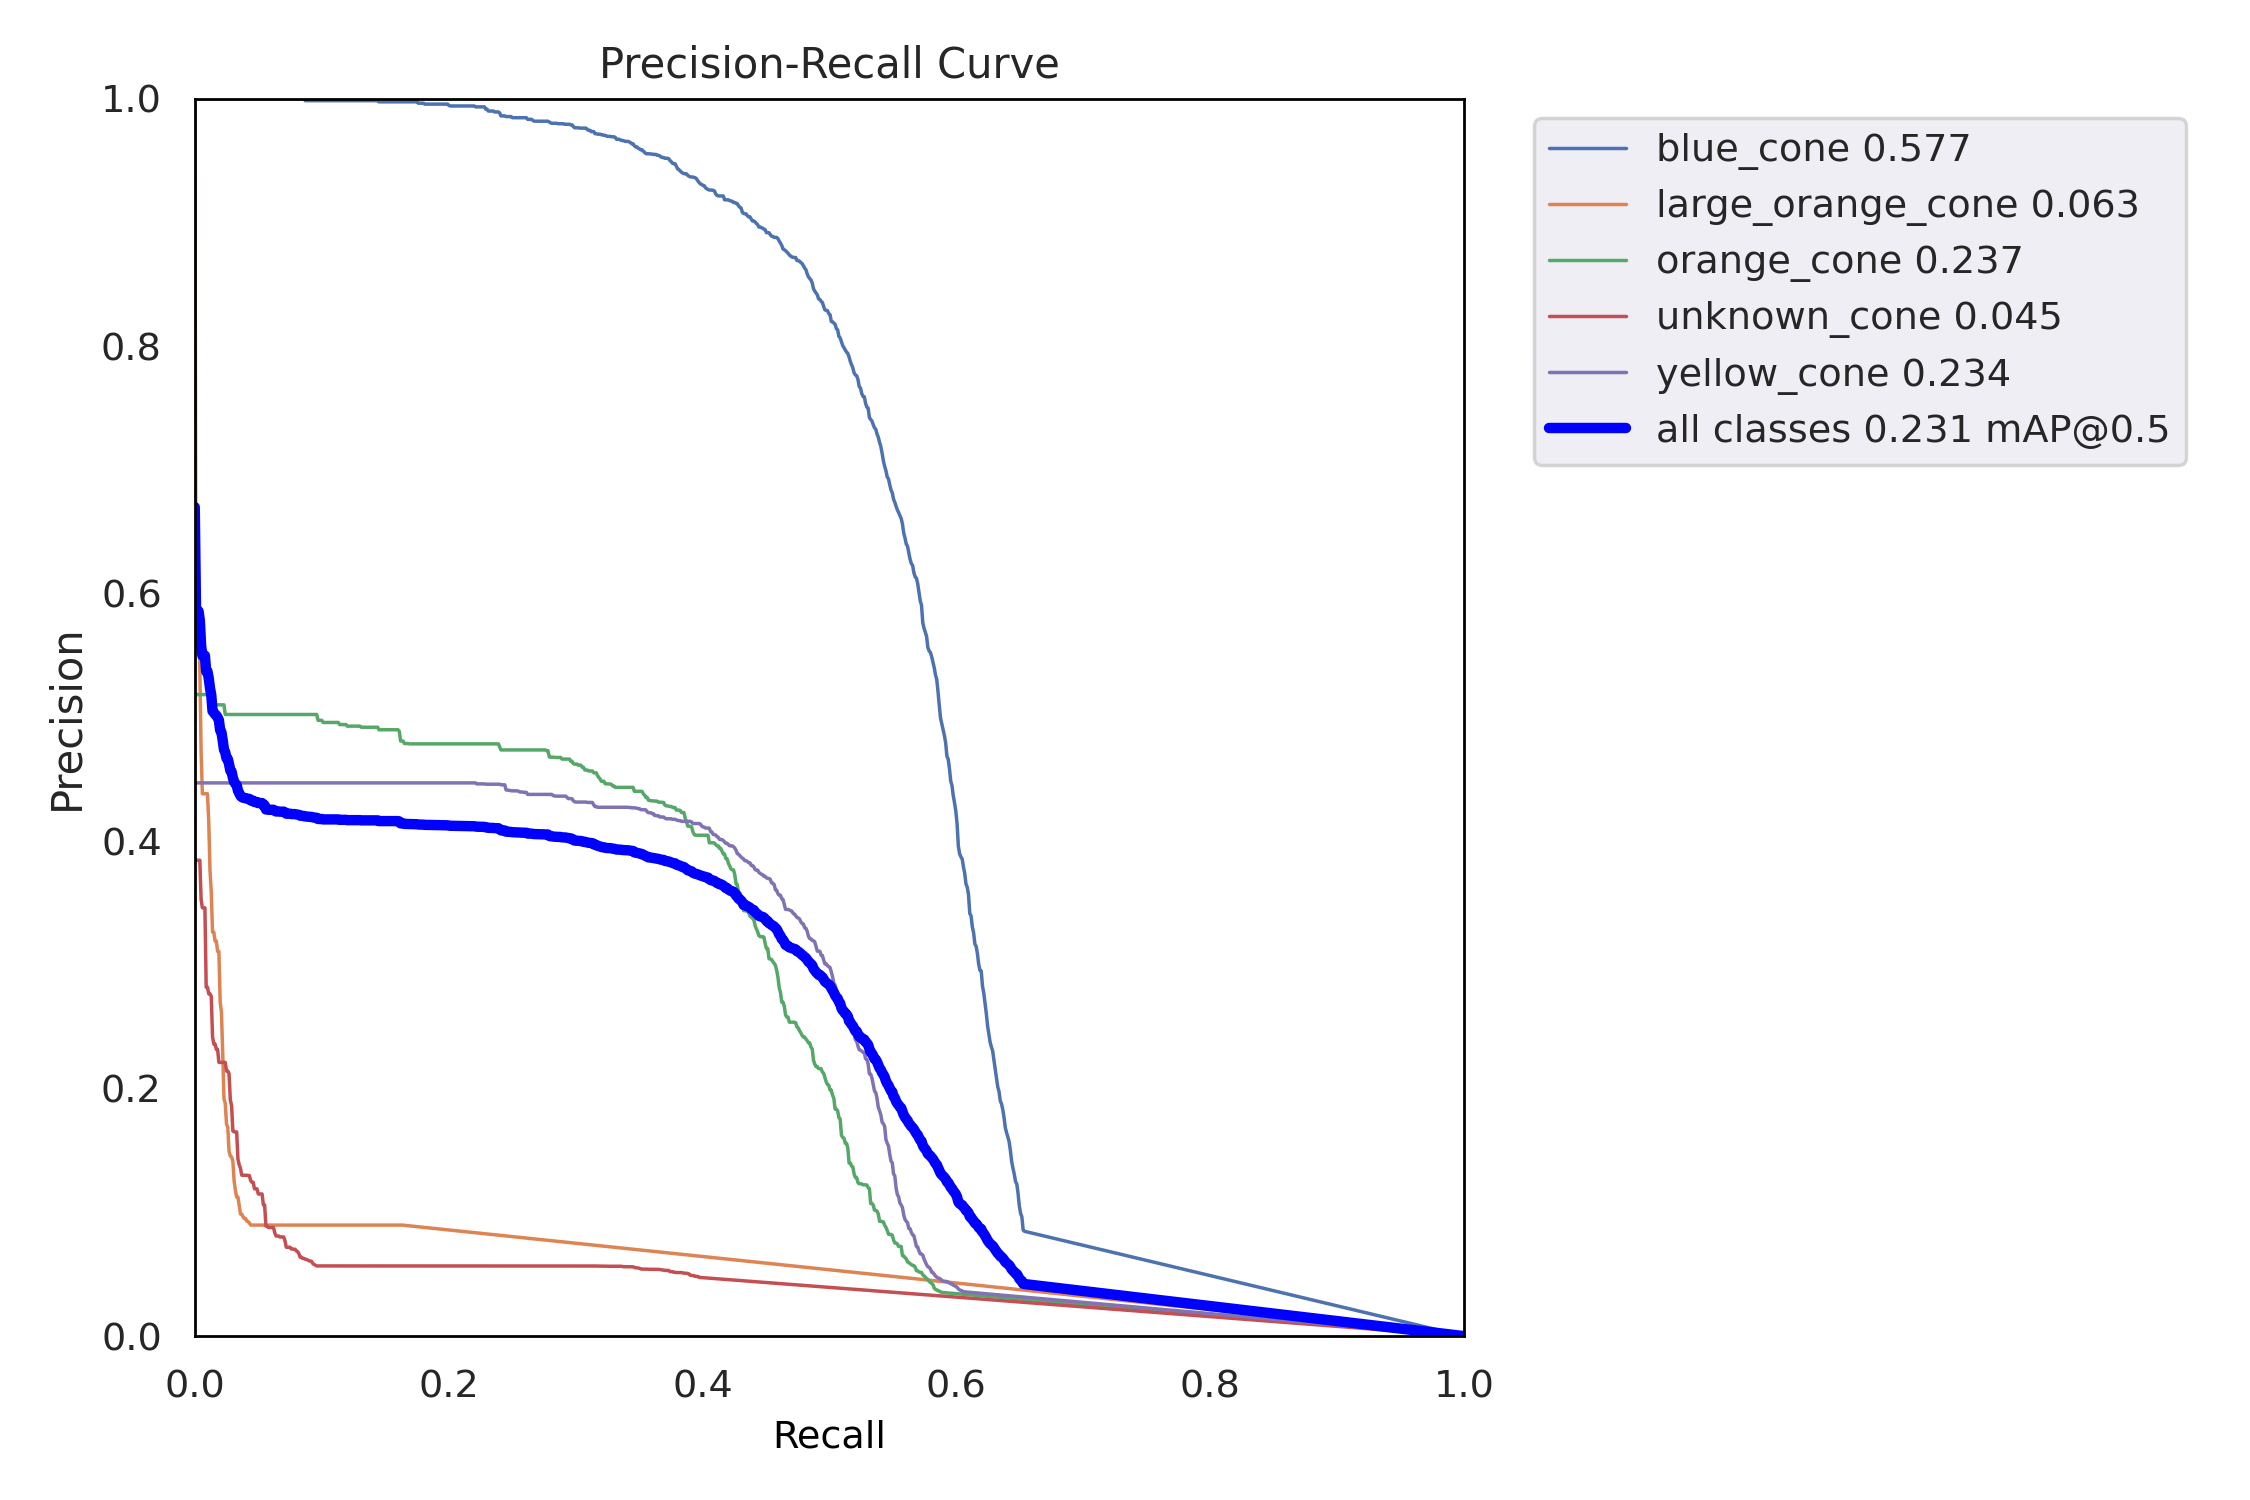 Precision-Recall Curve
1.0
0.8
0.6
0.4
0.2
0.0
Precision
0.0 0.2 0.4 0.6 0.8 1.0
Recall
blue_cone 0.577
large_orange_cone 0.063
orange_cone 0.237
unknown_cone 0.045
yellow_cone 0.234
all classes 0.231 mAP@0.5